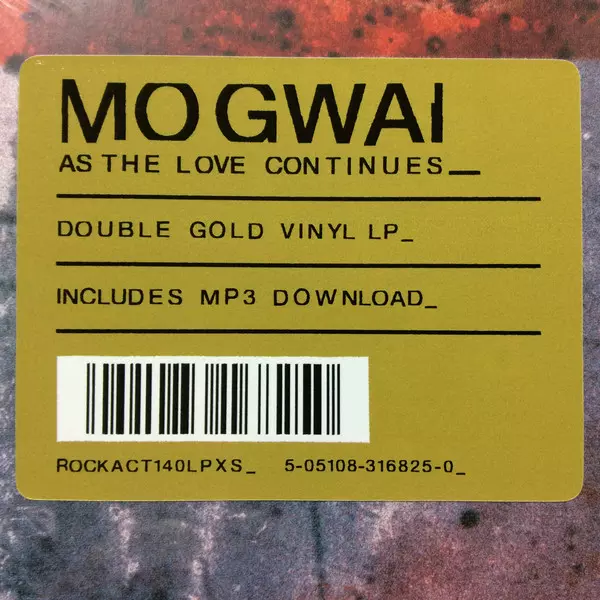 MOGWAI
AS THE LOVE CONTINUES_
DOUBLE GOLD VINYL LP_
INCLUDES MP3 DOWNLOAD_
ROCKACT140LPXS_ 5-05108-316825-0_